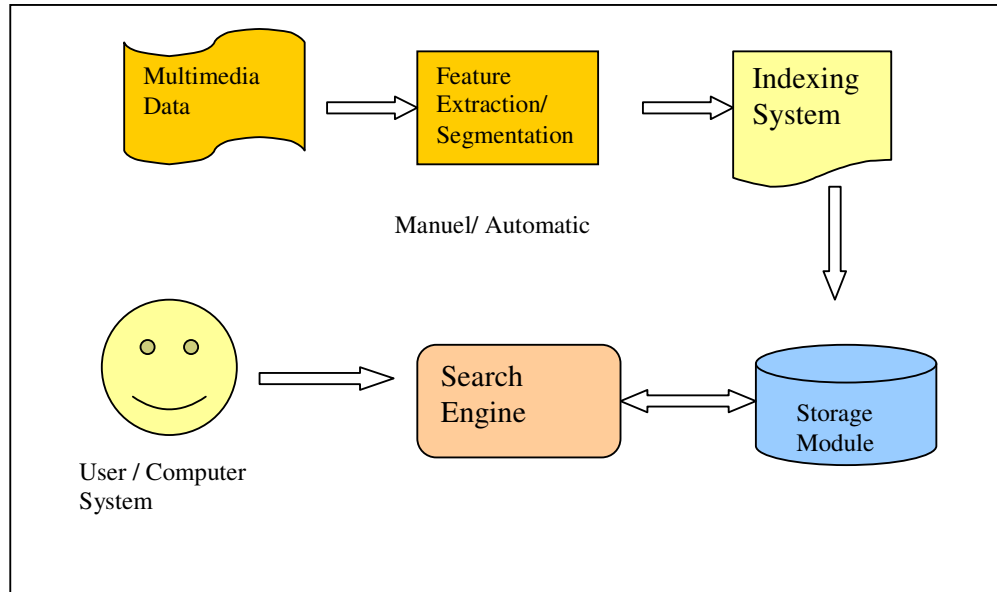 Multimedia
Data
Feature
Extraction/
Segmentation
Indexing
System
Manuel/ Automatic
Search
Engine
Storage
Module
User / Computer
System